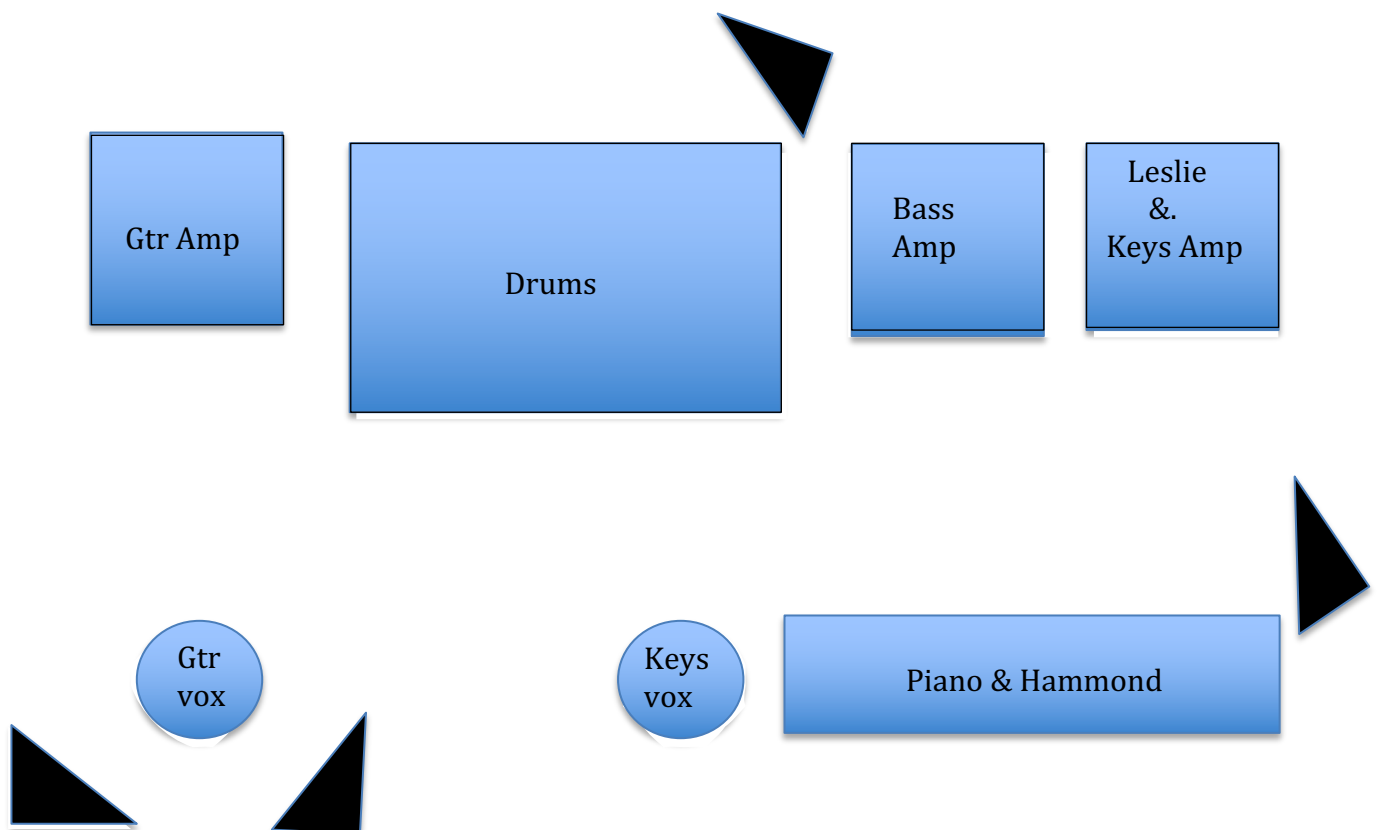 Gtr Amp
Drums
Bass
Amp
Leslie
&.
Keys Amp
Gtr
vox
Keys
vox
Piano & Hammond